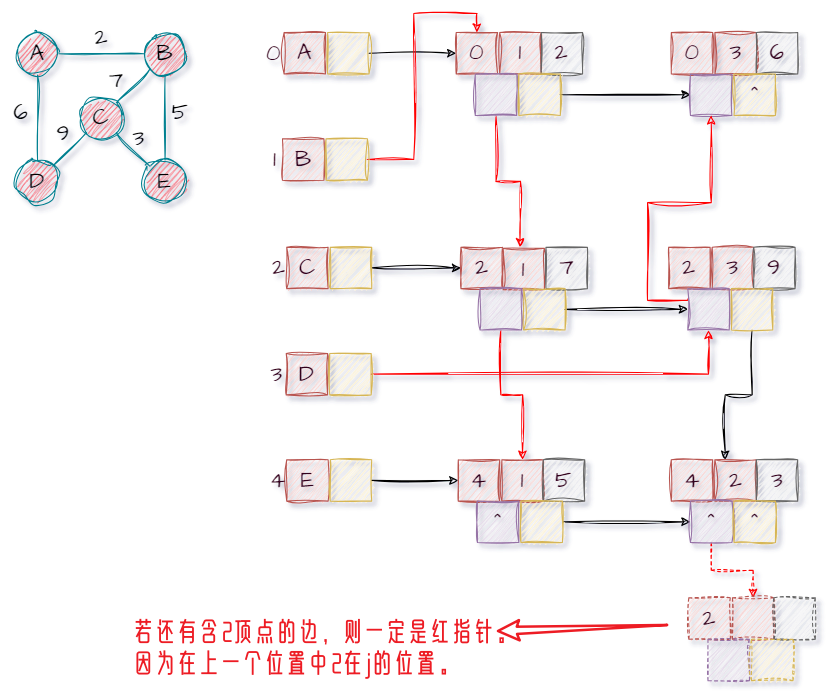 A 2 B
7
6 C 5
9 3
D E
0 A 0 1 2 0 3 6
^
1 B
2 C 2 1 7 2 3 9
3 D
4 E 4 1 5 4 2 3
^ ^ ^
2
若还有含2顶点的边，则一定是红指针。
因为在上一个位置中2在j的位置。